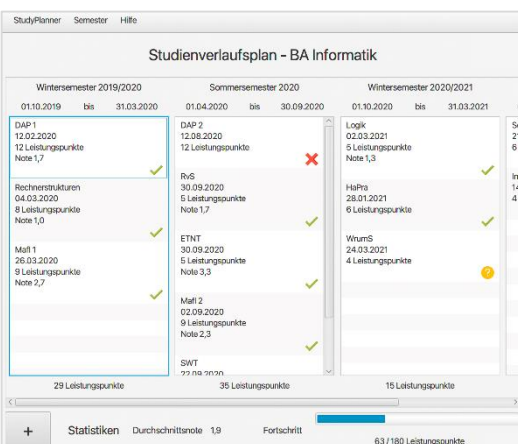 StudyPlanner Semester Hilfe
Studienverlaufsplan - BA Informatik
Wintersemester 2019/2020
01.10.2019 bis 31.03.2020
DAP 1
12.02.2020
12 Leistungspunkte
Note 1,7
Rechnerstrukturen
04.03.2020
8 Leistungspunkte
Note 1,0
Mafi 1
26.03.2020
9 Leistungspunkte
Note 2,7
29 Leistungspunkte
Sommersemester 2020
01.04.2020 bis 30.09.2020
DAP 2
12.08.2020
12 Leistungspunkte
RvS
30.09.2020
5 Leistungspunkte
Note 1,7
ETNT
30.09.2020
5 Leistungspunkte
Note 3,3
Mafi 2
02.09.2020
9 Leistungspunkte
Note 2,3
SWT
22.09.2020
35 Leistungspunkte
Wintersemester 2020/2021
01.10.2020 bis 31.03.2021
Logik
02.03.2021
5 Leistungspunkte
Note 1,3
HaPra
28.01.2021
6 Leistungspunkte
WrumS
24.03.2021
4 Leistungspunkte
?
15 Leistungspunkte
+ Statistiken Durchschnittsnote 1,9 Fortschritt
63 / 180 Leistungspunkte